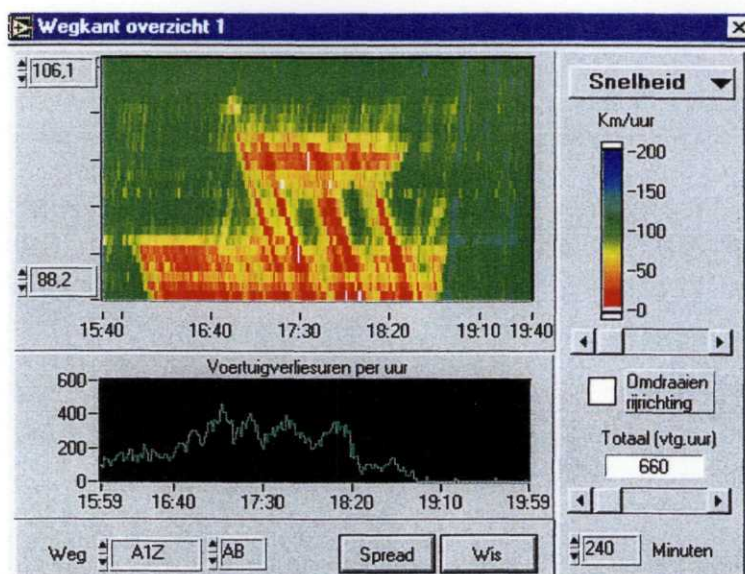 Wegkant overzicht 1
106,1
88,2
15:40 16:40 17:30 18:20 19:10 19:40
Snelheid
Km/uur
-200
-150
-100
-50
-0
Voertuigverliesuren per uur
600-
400-
200-
0-
15:59 16:40 17:30 18:20 19:10 19:59
Omdraaien
rijrichting
Totaal (vtg.uur)
660
Weg A1Z AB Spread Wis
240 Minuten